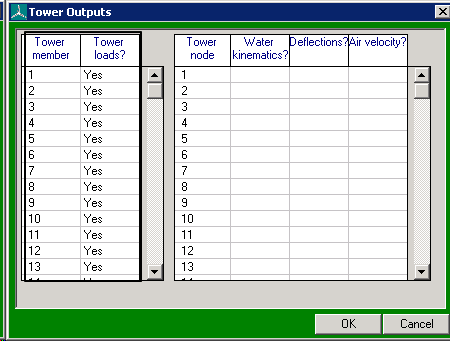 Tower Outputs
Tower member Tower loads?
1 Yes
2 Yes
3 Yes
4 Yes
5 Yes
6 Yes
7 Yes
8 Yes
9 Yes
10 Yes
11 Yes
12 Yes
13 Yes
Tower node Water kinematics? Deflections? Air velocity?
1
2
3
4
5
6
7
8
9
10
11
12
13
OK Cancel